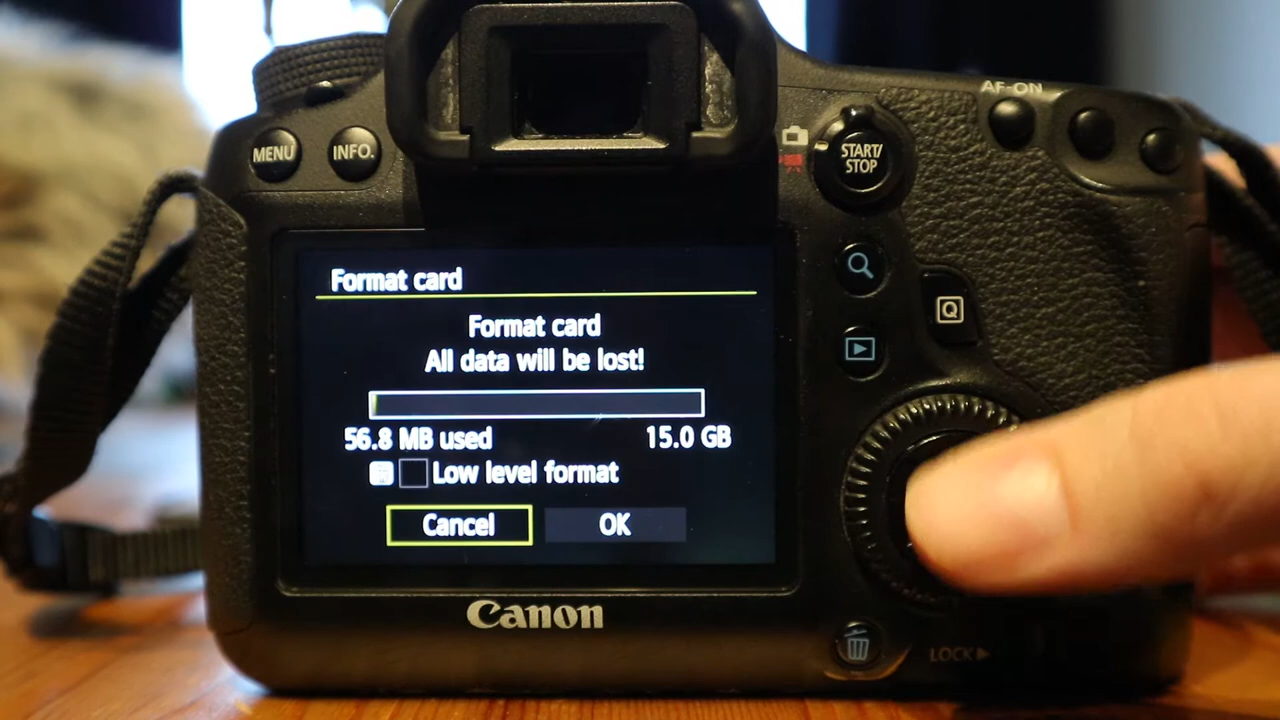 AF-ON
MENU
INFO.
START/
STOP
Format card
Q
Format card
All data will be lost!
56.8 MB used
15.0 GB
Low level format
Cancel
OK
Canon
LOCK